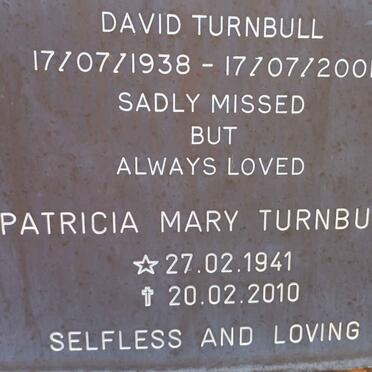 DAVID TURNBULL
17/07/1938 – 17/07/200
SADLY MISSED
BUT
ALWAYS LOVED
PATRICIA MARY TURNBU
☆ 27.02.1941
✝ 20.02.2010
SELFLESS AND LOVING